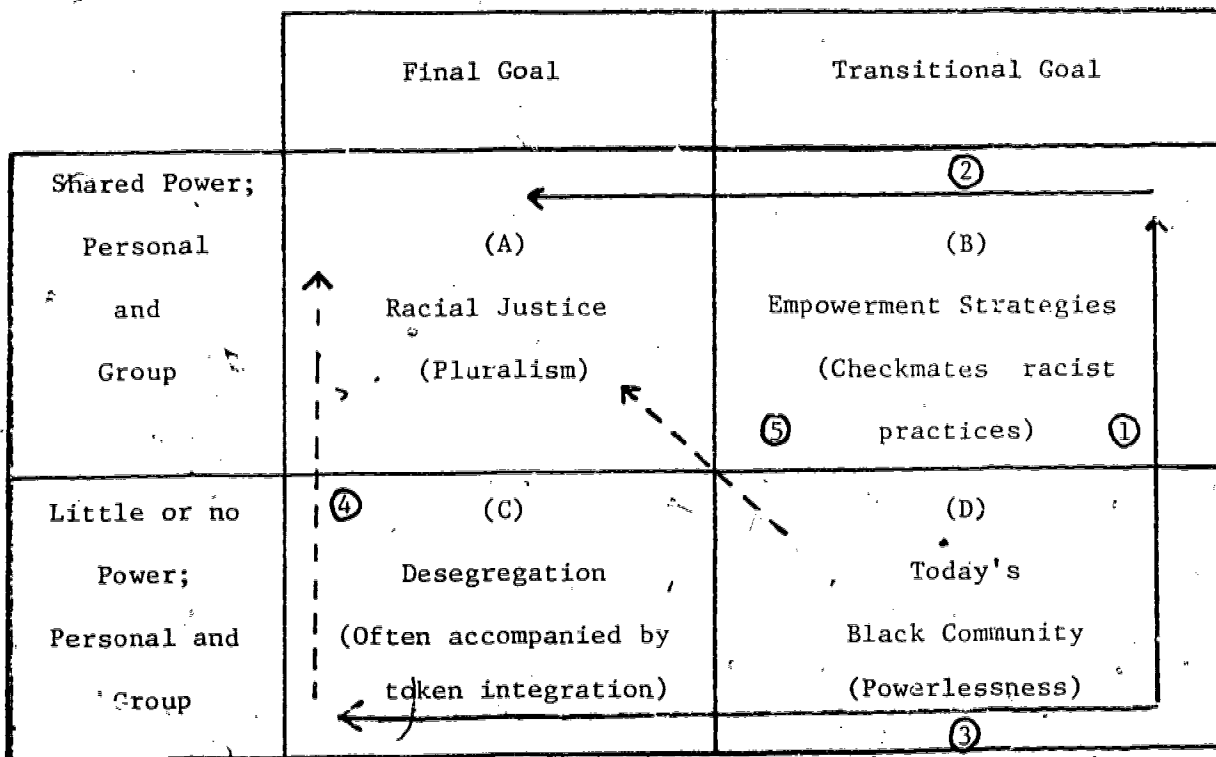 Final Goal
Transitional Goal
Shared Power;
Personal
and
Group
(A)
Racial Justice
(Pluralism)
②
(B)
Empowerment Strategies
(Checkmates racist
practices)
⑤
①
Little or no
Power;
Personal and
Group
④
(C)
Desegregation
(Often accompanied by
token integration)
(D)
Today's
Black Community
(Powerlessness)
③